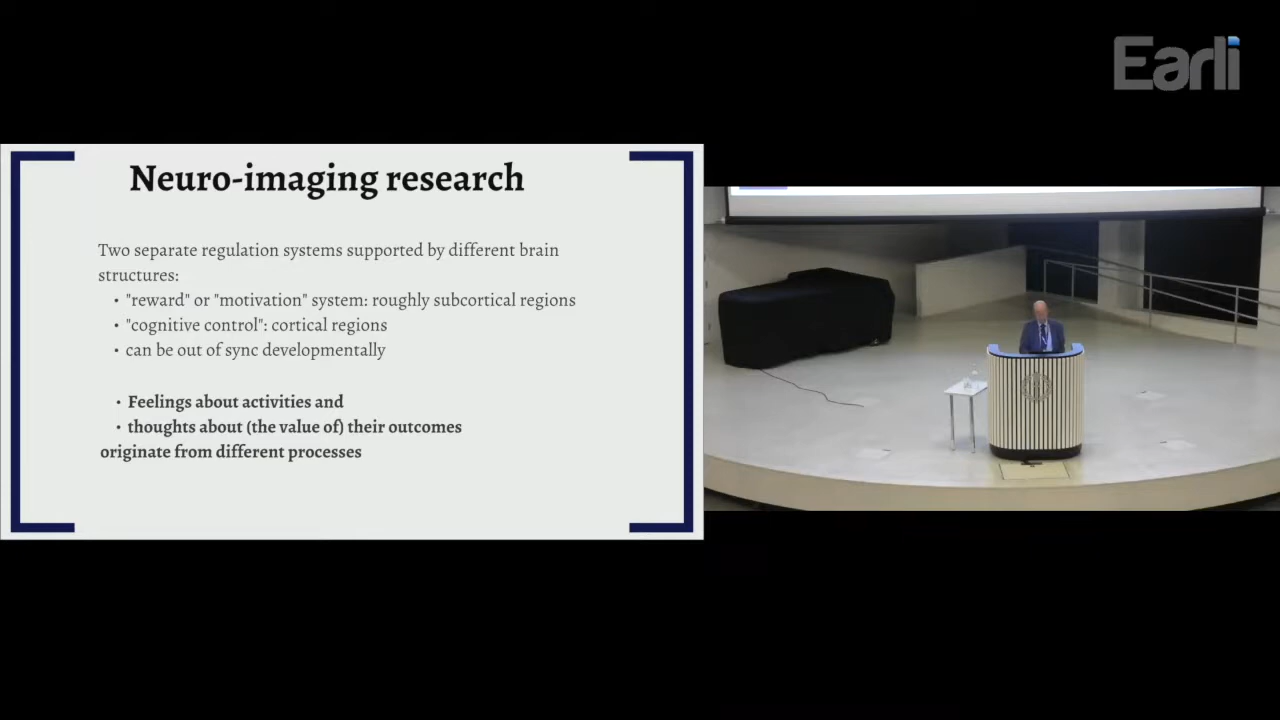 Earli
Neuro-imaging research
Two separate regulation systems supported by different brain
structures:
• "reward" or "motivation" system: roughly subcortical regions
• "cognitive control": cortical regions
• can be out of sync developmentally
• Feelings about activities and
• thoughts about (the value of) their outcomes
originate from different processes